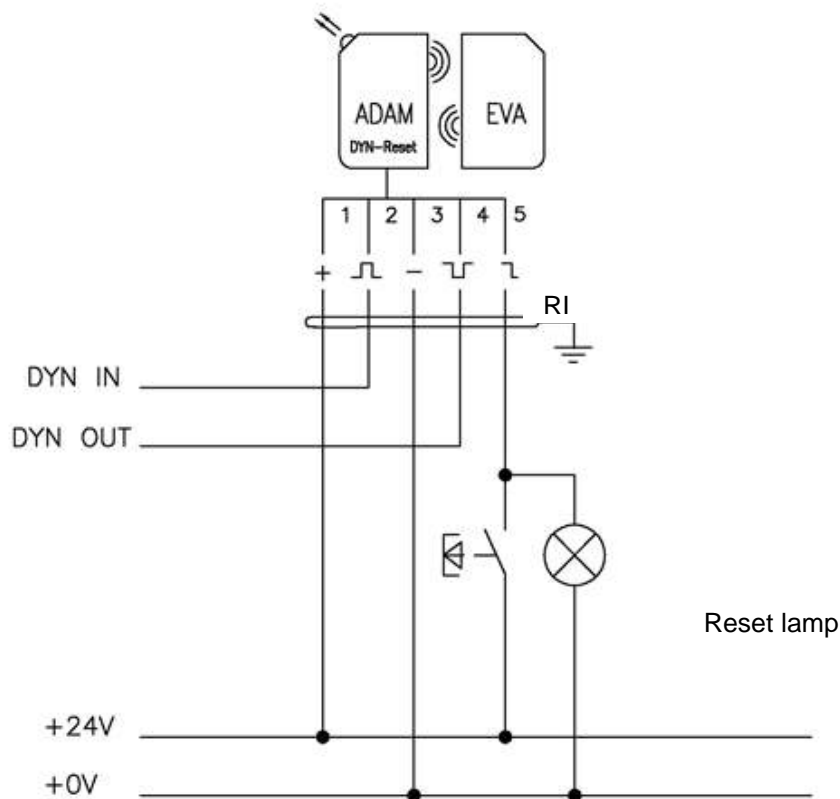 ADAM
DYN-Reset
EVA
1 2 3 4 5
+ -
RI
DYN IN
DYN OUT
Reset lamp
+24V
+0V